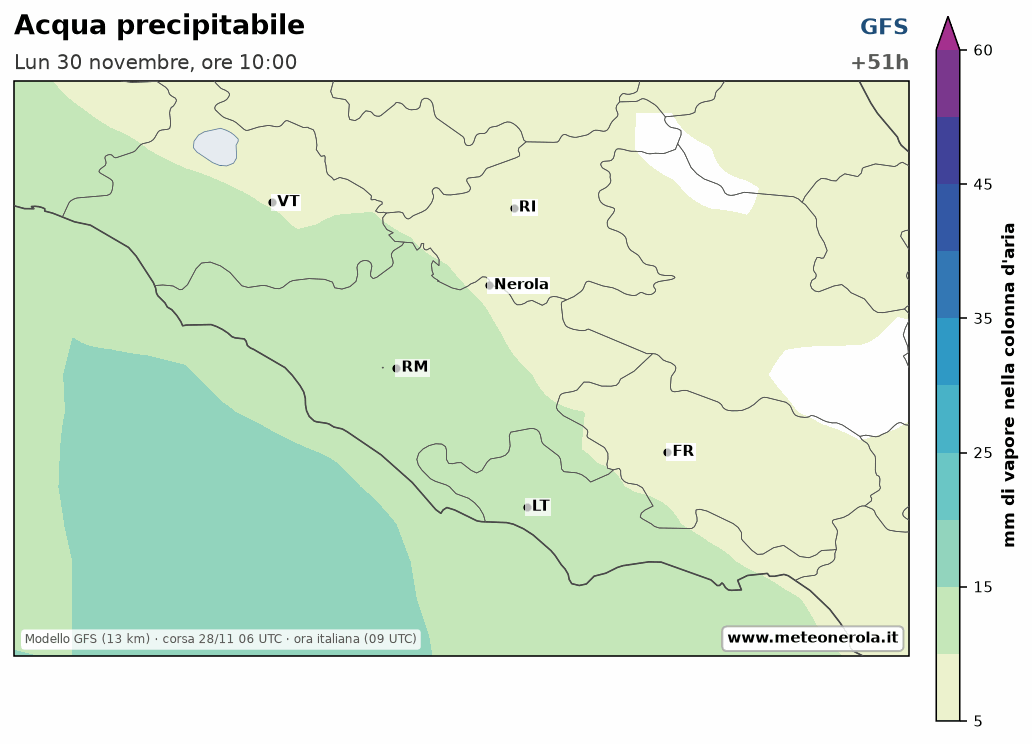 Acqua precipitabile
GFS
Lun 30 novembre, ore 10:00
+51h
VT
RI
Nerola
RM
FR
LT
Modello GFS (13 km) · corsa 28/11 06 UTC · ora italiana (09 UTC)
www.meteonerola.it
60
45
35
25
15
5
mm di vapore nella colonna d'aria